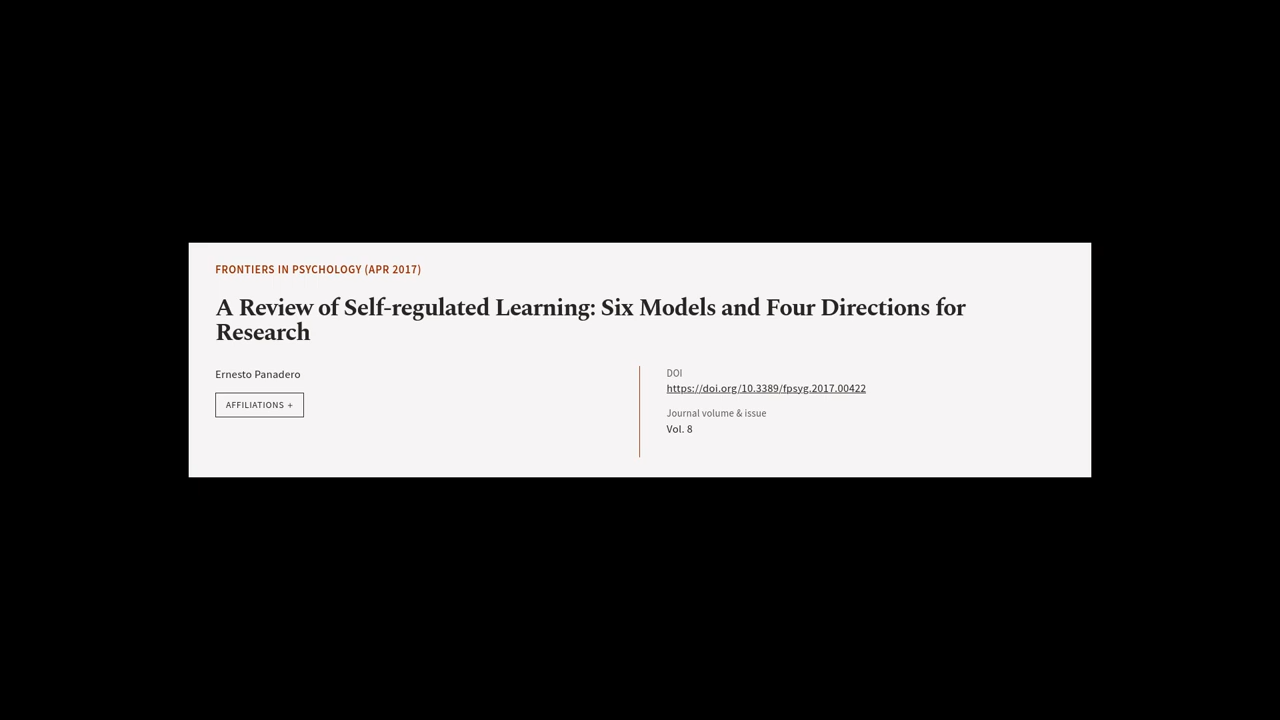 FRONTIERS IN PSYCHOLOGY (APR 2017)
A Review of Self-regulated Learning: Six Models and Four Directions for
Research
Ernesto Panadero
AFFILIATIONS +
DOI
https://doi.org/10.3389/fpsyg.2017.00422
Journal volume & issue
Vol. 8